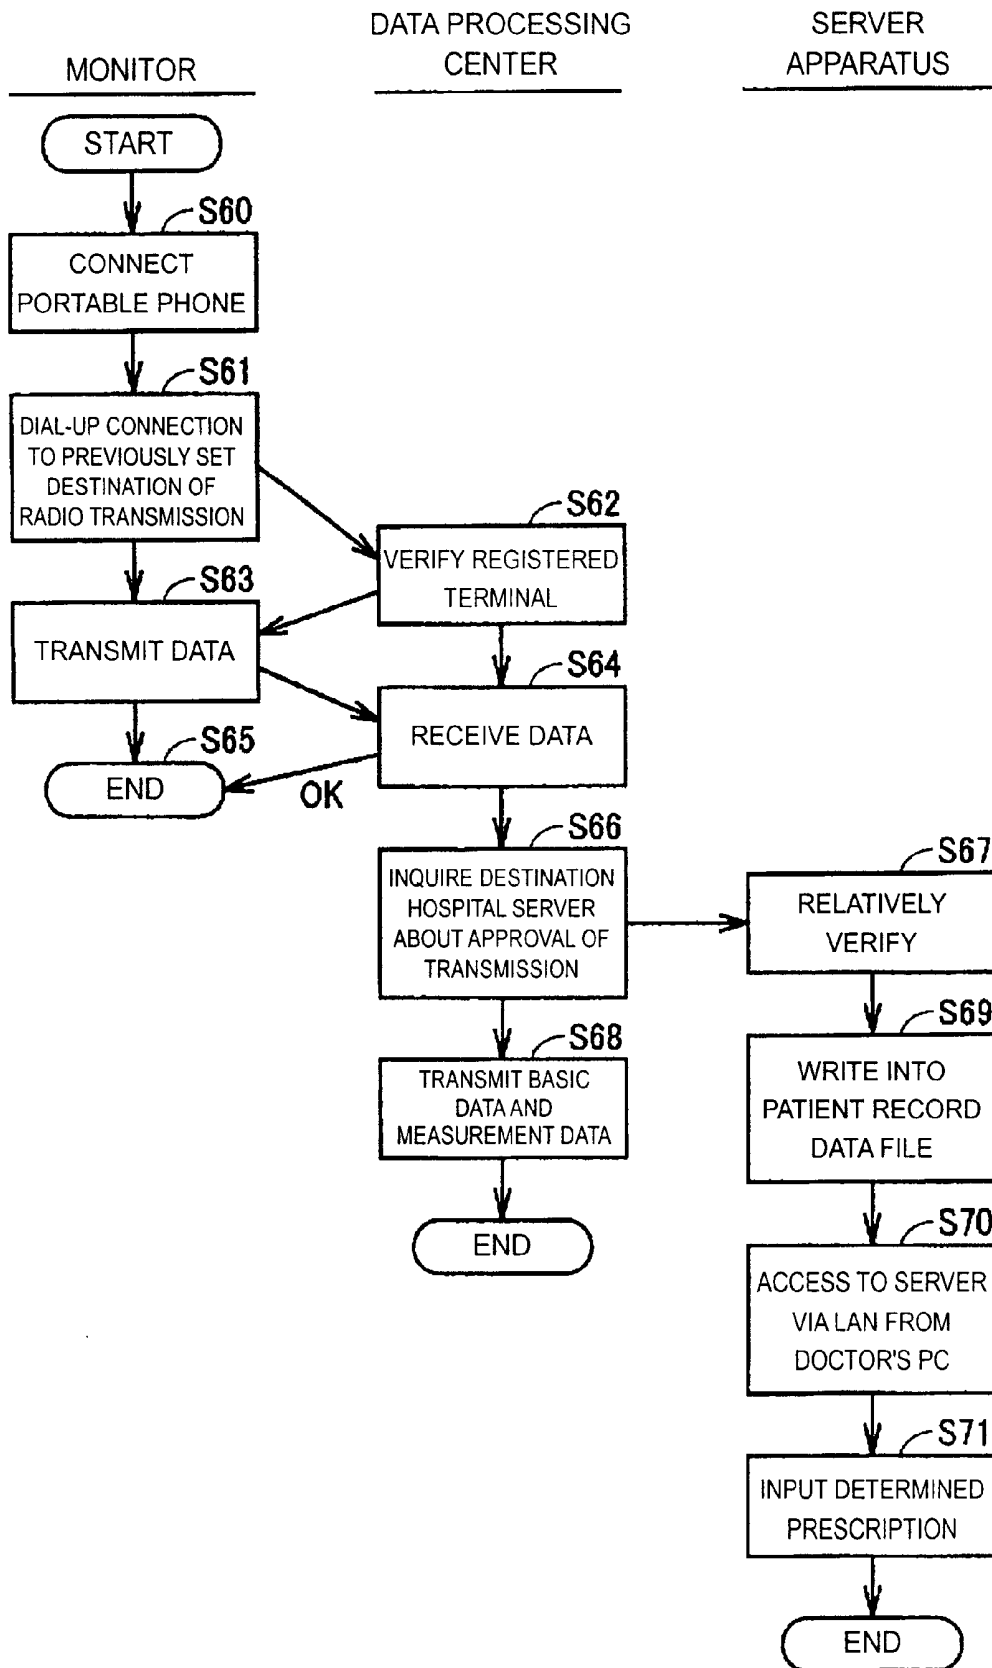 MONITOR
DATA PROCESSING
CENTER
SERVER
APPARATUS
START
S60
CONNECT
PORTABLE PHONE
S61
DIAL-UP CONNECTION
TO PREVIOUSLY SET
DESTINATION OF
RADIO TRANSMISSION
S62
VERIFY REGISTERED
TERMINAL
S63
TRANSMIT DATA
S64
RECEIVE DATA
S65
END
OK
S66
INQUIRE DESTINATION
HOSPITAL SERVER
ABOUT APPROVAL OF
TRANSMISSION
S67
RELATIVELY
VERIFY
S68
TRANSMIT BASIC
DATA AND
MEASUREMENT DATA
END
S69
WRITE INTO
PATIENT RECORD
DATA FILE
S70
ACCESS TO SERVER
VIA LAN FROM
DOCTOR'S PC
S71
INPUT DETERMINED
PRESCRIPTION
END